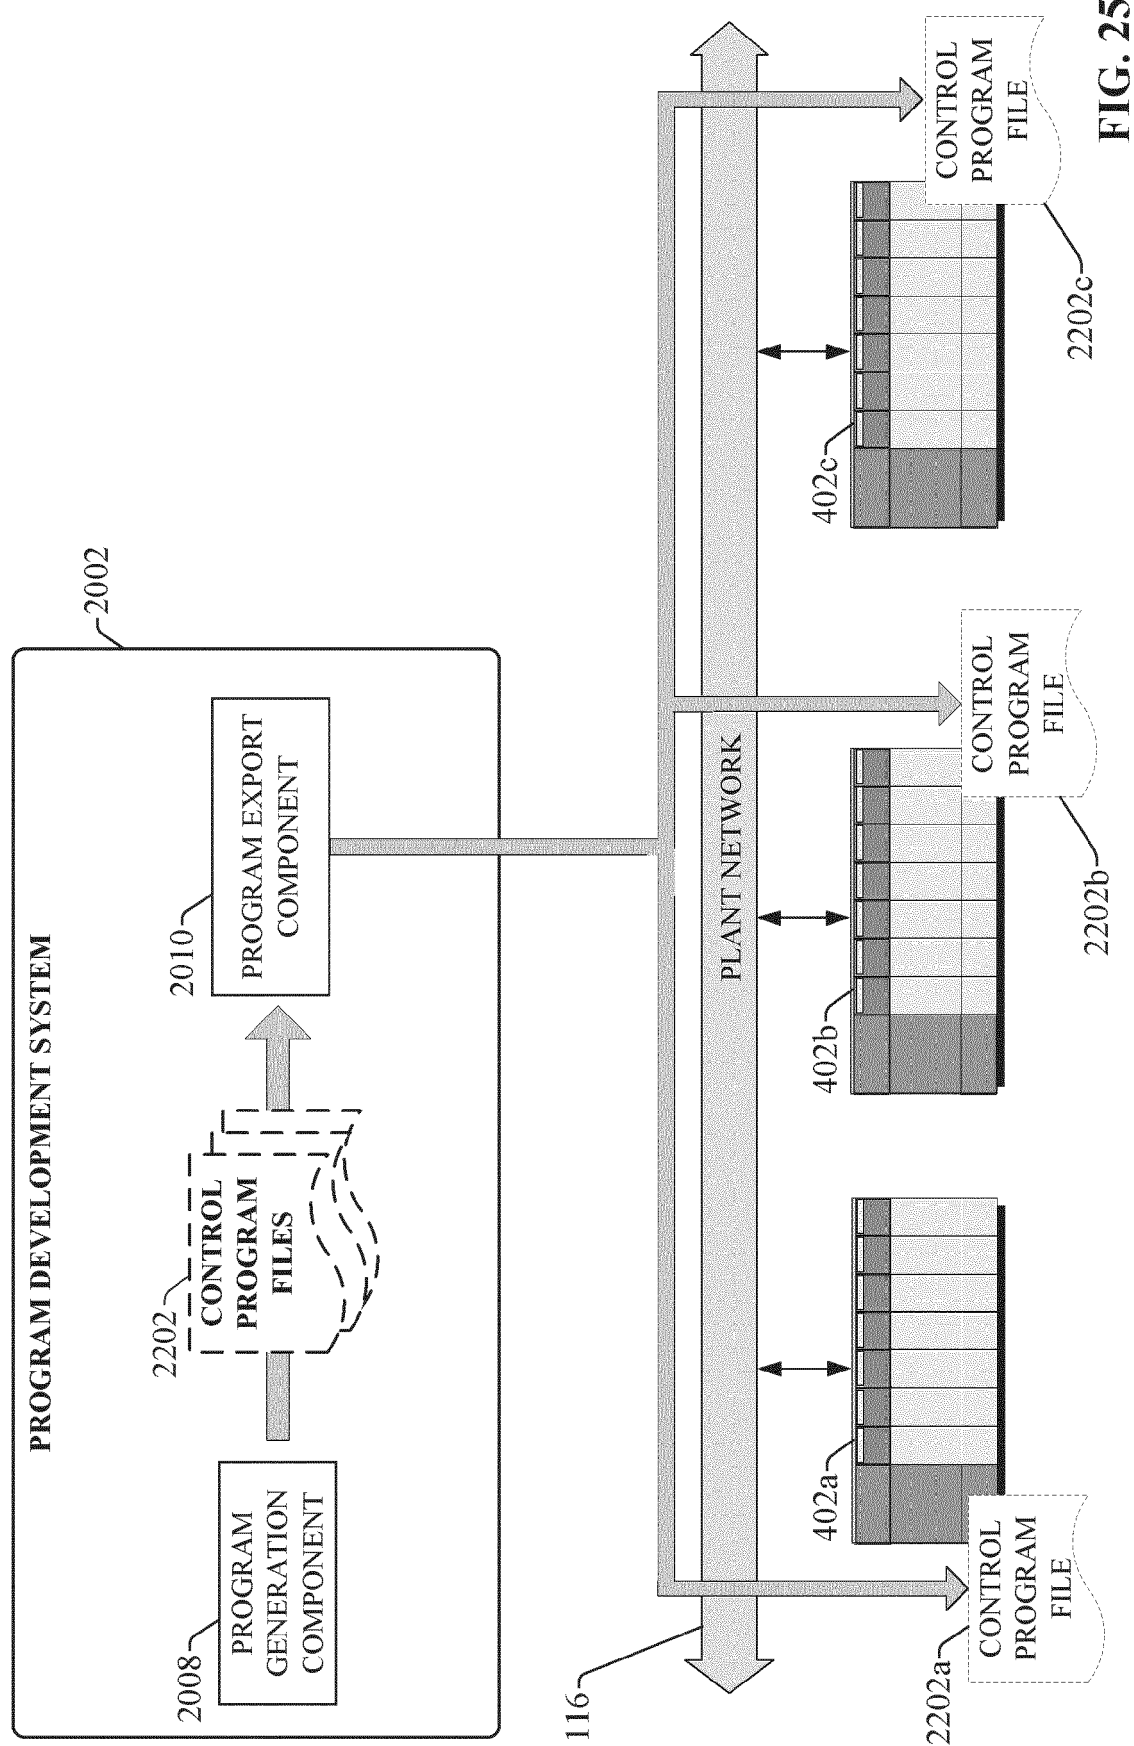 PROGRAM DEVELOPMENT SYSTEM
2002
2008
PROGRAM
GENERATION
COMPONENT
2202
CONTROL
PROGRAM
FILES
2010
PROGRAM EXPORT
COMPONENT
116
PLANT NETWORK
402a
402b
402c
2202a
CONTROL
PROGRAM
FILE
2202b
CONTROL
PROGRAM
FILE
2202c
CONTROL
PROGRAM
FILE
FIG. 25